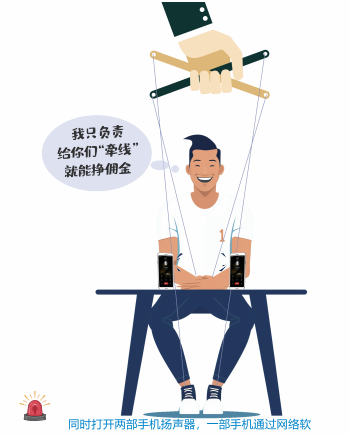 我只负责
给你们“牵线”
就能挣佣金
1
同时打开两部手机扬声器，一部手机通过网络软